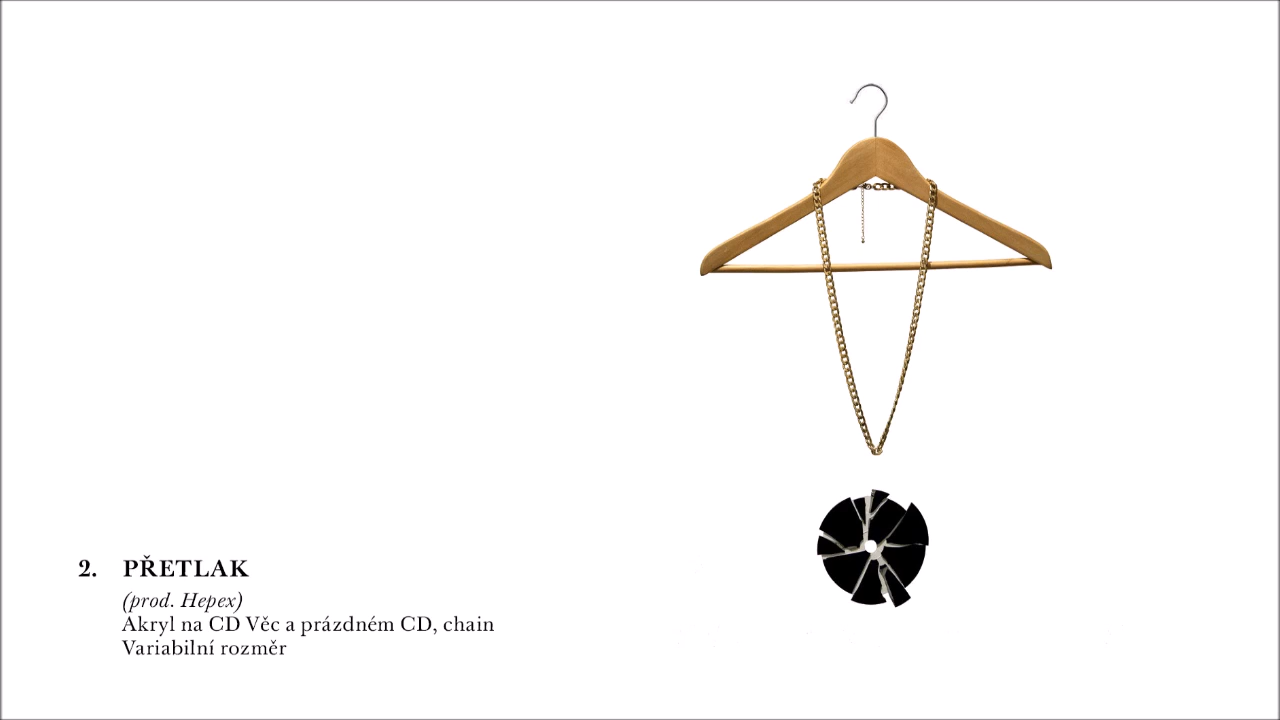 2. PŘETLAK
(prod. Hepex)
Akryl na CD Věc a prázdném CD, chain
Variabilní rozměr